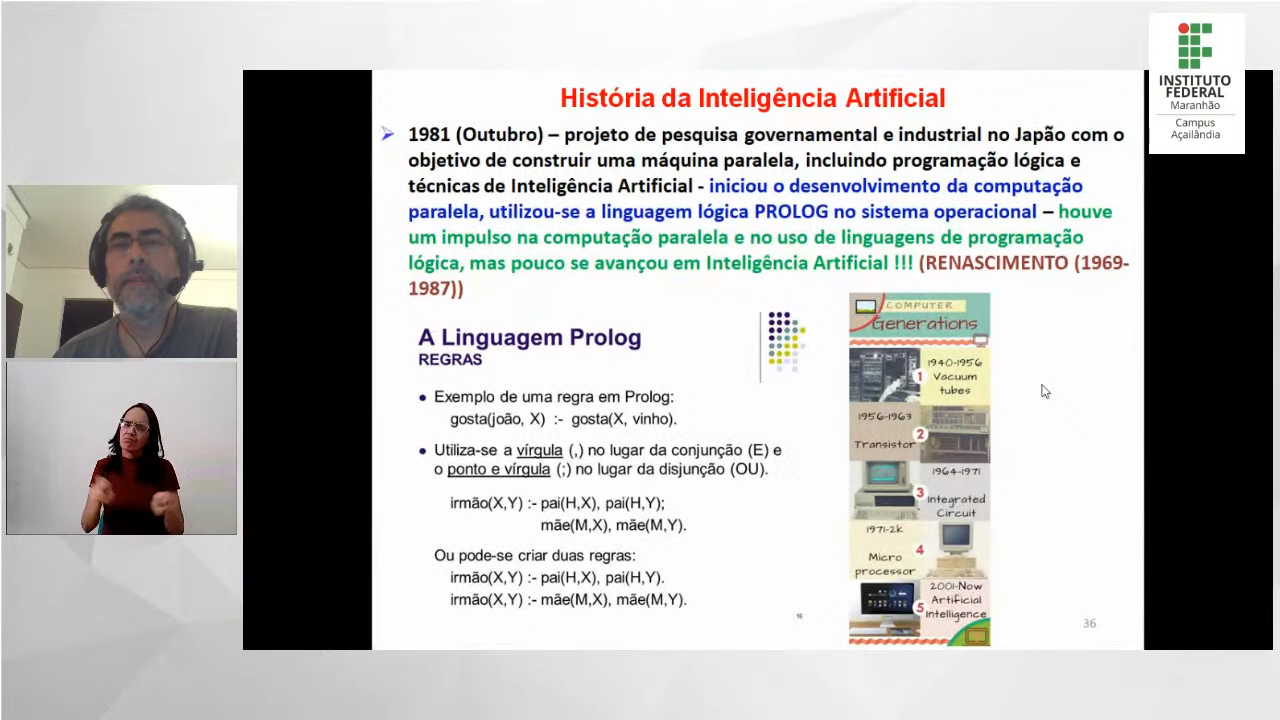 INSTITUTO
FEDERAL
Maranhão
Campus
Açailândia
História da Inteligência Artificial
1981 (Outubro) – projeto de pesquisa governamental e industrial no Japão com o
objetivo de construir uma máquina paralela, incluindo programação lógica e
técnicas de Inteligência Artificial - iniciou o desenvolvimento da computação
paralela, utilizou-se a linguagem lógica PROLOG no sistema operacional – houve
um impulso na computação paralela e no uso de linguagens de programação
lógica, mas pouco se avançou em Inteligência Artificial !!! (RENASCIMENTO (1969-
1987))
A Linguagem Prolog
REGRAS
• Exemplo de uma regra em Prolog:
gosta(joão, X) :- gosta(X, vinho).
• Utiliza-se a vírgula (,) no lugar da conjunção (E) e
o ponto e vírgula (;) no lugar da disjunção (OU).
irmão(X,Y) :- pai(H,X), pai(H,Y);
mãe(M,X), mãe(M,Y).
Ou pode-se criar duas regras:
irmão(X,Y) :- pai(H,X), pai(H,Y).
irmão(X,Y) :- mãe(M,X), mãe(M,Y).
COMPUTER
Generations
1
1940-1956
Vacuum
tubes
1956-1963
Transistor
2
3
1964-1971
Integrated
Circuit
1971-2k
Micro
processor
4
5
2001-Now
Artificial
Intelligence
36